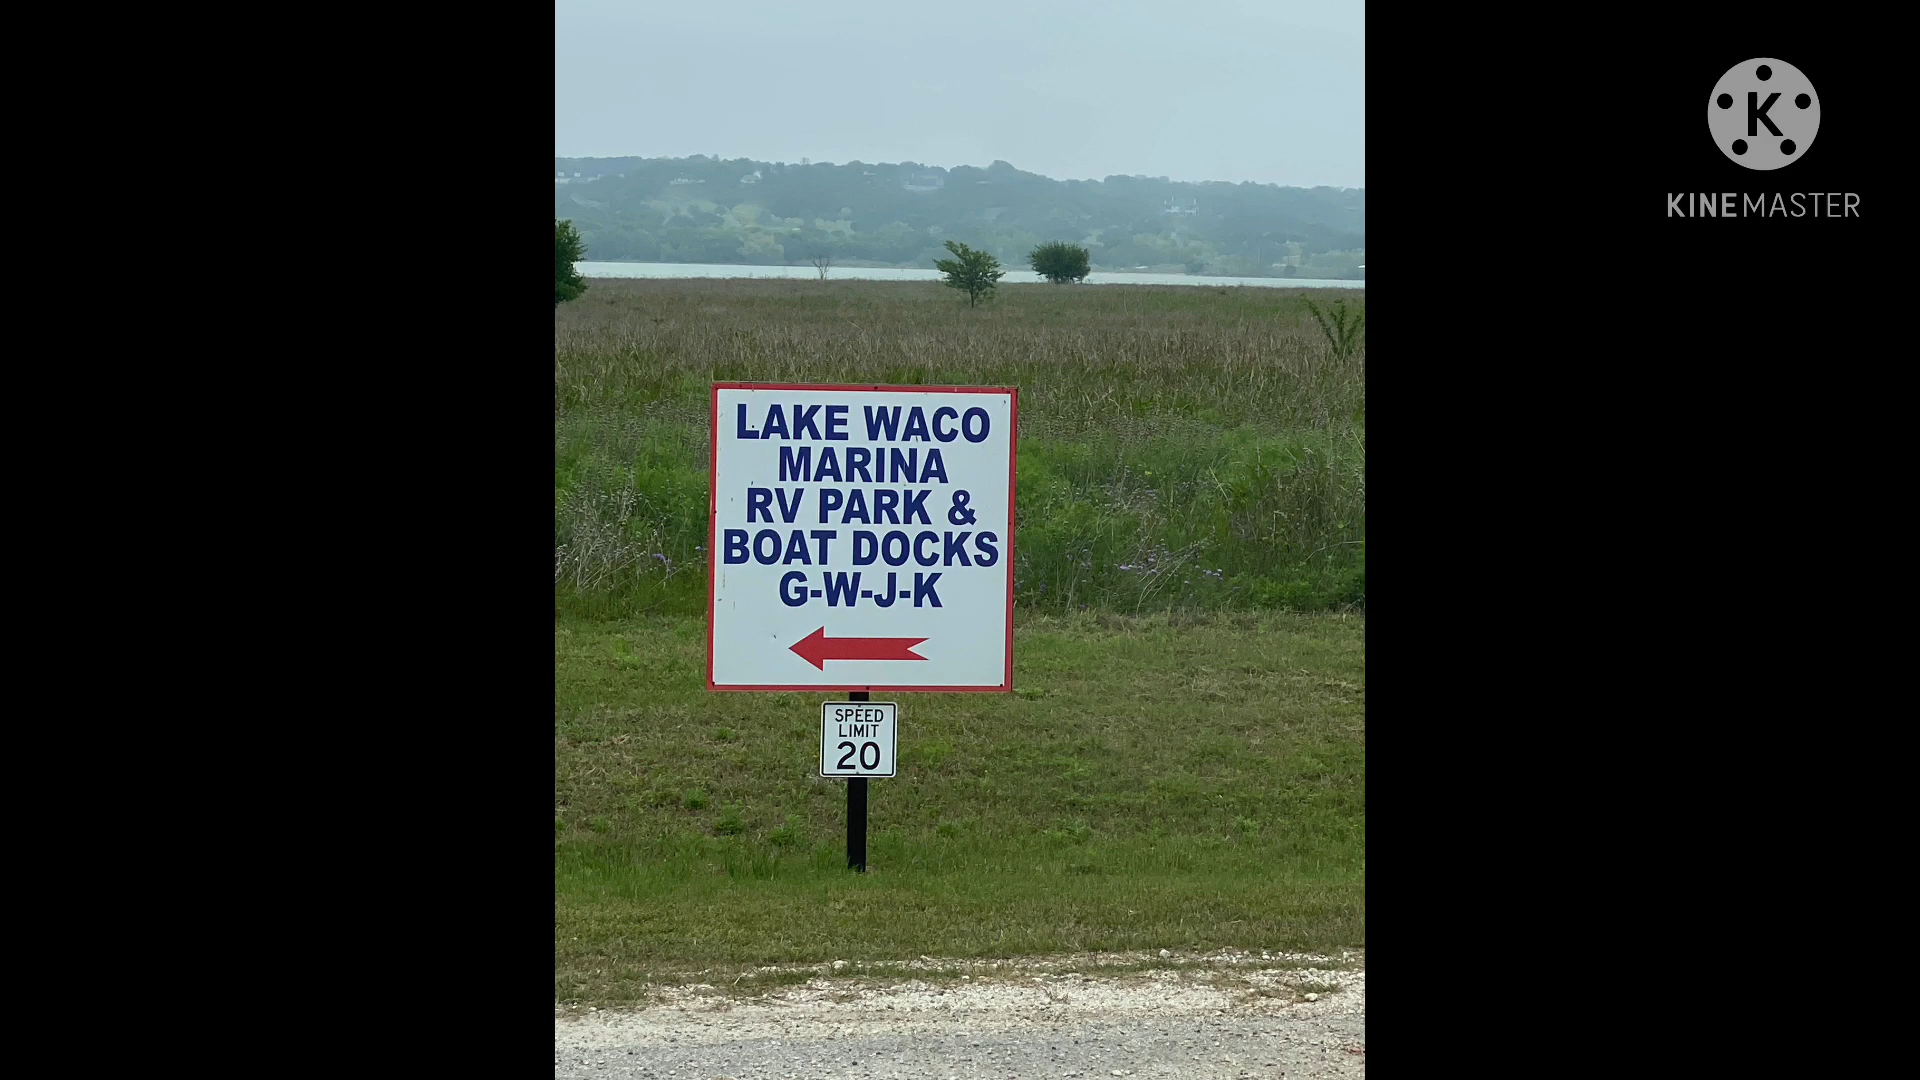 LAKE WACO
MARINA
RV PARK &
BOAT DOCKS
G-W-J-K
SPEED
LIMIT
20
K
KINEMASTER